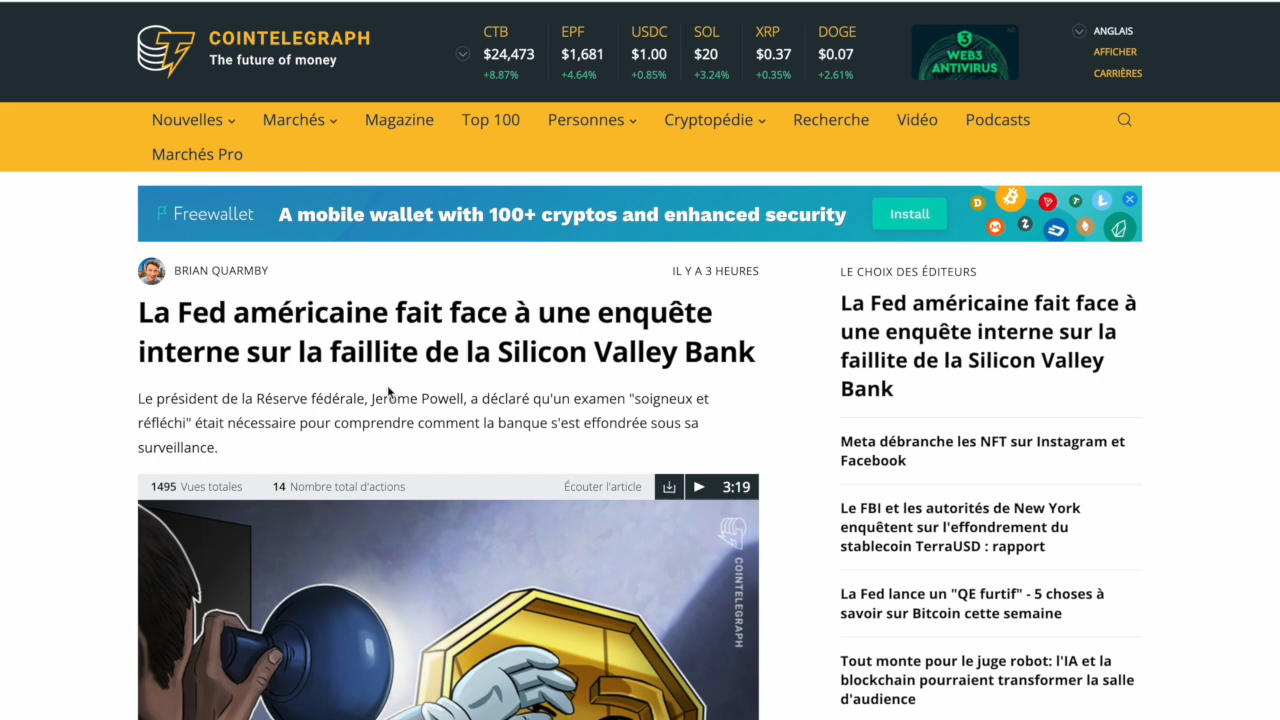 COINTELEGRAPH
The future of money
CTB EPF USDC SOL XRP DOGE
$24,473 $1,681 $1.00 $20 $0.37 $0.07
+8.87% +4.64% +0.85% +3.24% +0.35% +2.61%
WEB3
ANTIVIRUS
ANGLAIS
AFFICHER
CARRIÈRES
Nouvelles Marchés Magazine Top 100 Personnes Cryptopédie Recherche Vidéo Podcasts
Marchés Pro
Freewallet A mobile wallet with 100+ cryptos and enhanced security Install
BRIAN QUARMBY IL Y A 3 HEURES
La Fed américaine fait face à une enquête
interne sur la faillite de la Silicon Valley Bank
Le président de la Réserve fédérale, Jerome Powell, a déclaré qu'un examen "soigneux et
réfléchi" était nécessaire pour comprendre comment la banque s'est effondrée sous sa
surveillance.
1495 Vues totales 14 Nombre total d'actions Écouter l'article 3:19
COINTELEGRAPH
LE CHOIX DES ÉDITEURS
La Fed américaine fait face à
une enquête interne sur la
faillite de la Silicon Valley
Bank
Meta débranche les NFT sur Instagram et
Facebook
Le FBI et les autorités de New York
enquêtent sur l'effondrement du
stablecoin TerraUSD : rapport
La Fed lance un "QE furtif" - 5 choses à
savoir sur Bitcoin cette semaine
Tout monte pour le juge robot: l'IA et la
blockchain pourraient transformer la salle
d'audience